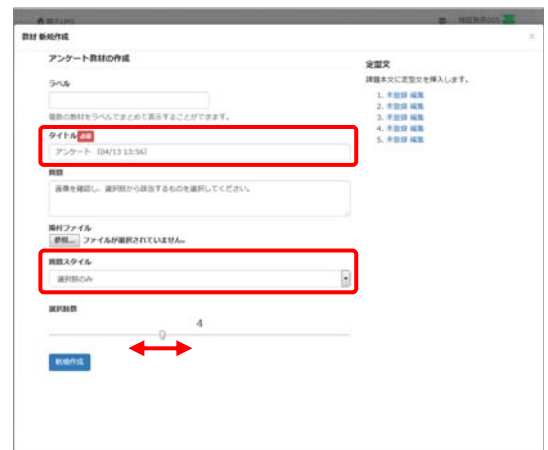 教材 新規作成
×
アンケート教材の作成
ラベル
複数の教材をラベルでまとめて表示することができます。
タイトル 必須
アンケート (04/13 13:56)
質問
画像を確認し、選択肢から該当するものを選択してください。
添付ファイル
参照... ファイルが選択されていません。
質問スタイル
選択肢のみ
選択肢数
4
新規作成
定型文
課題本文に定型文を挿入します。
1. 未登録 編集
2. 未登録 編集
3. 未登録 編集
4. 未登録 編集
5. 未登録 編集